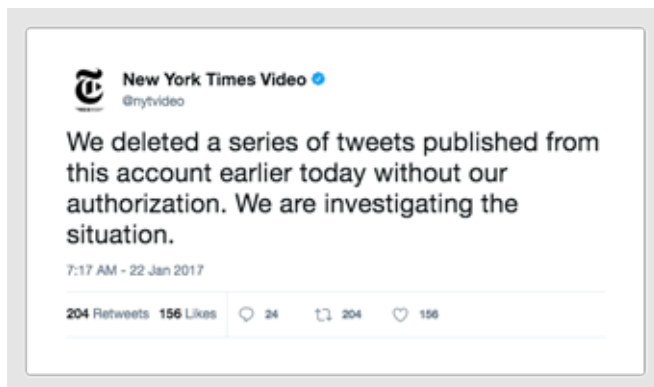 New York Times Video
@nytvideo
We deleted a series of tweets published from
this account earlier today without our
authorization. We are investigating the
situation.
7:17 AM - 22 Jan 2017
204 Retweets 156 Likes 24 204 156